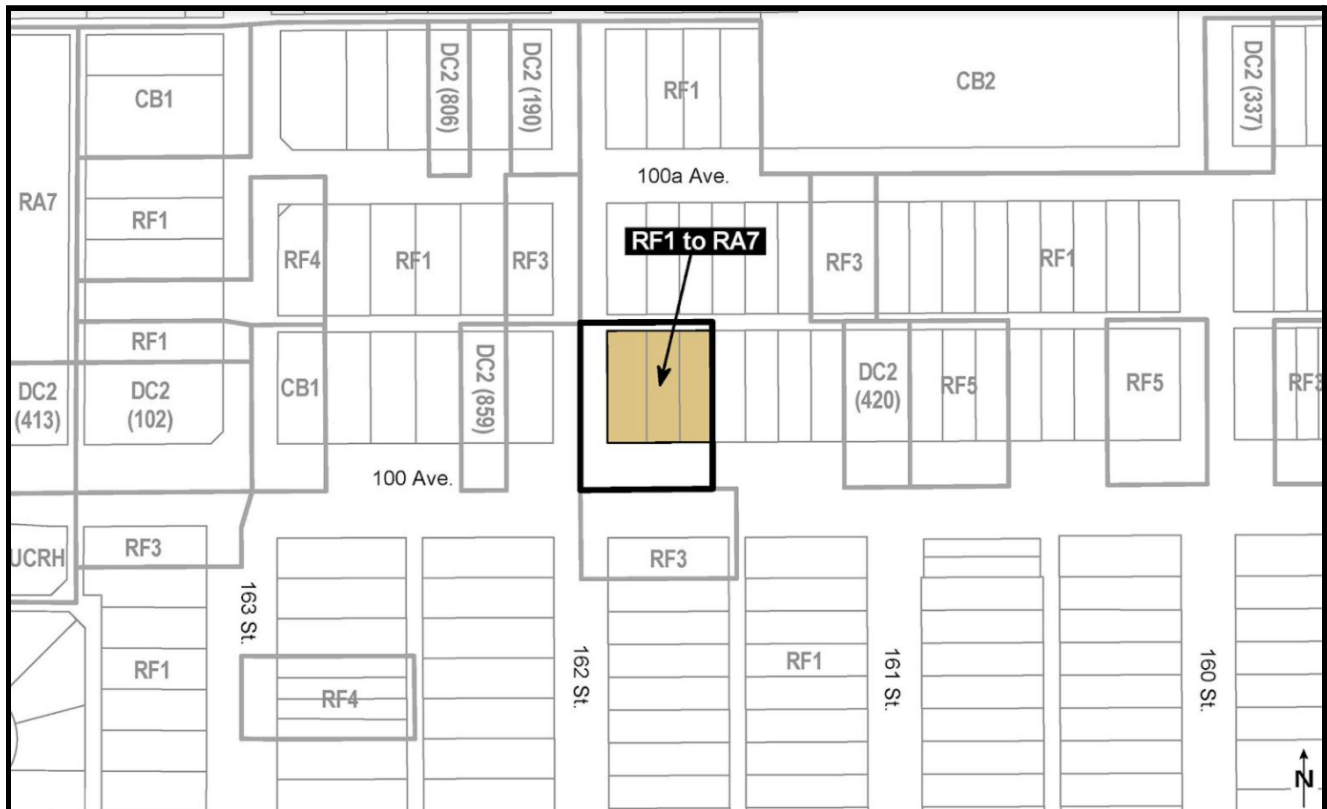 CB1
DC2
(806)
DC2
(190)
RF1
CB2
DC2
(337)
RA7
RF1
100a Ave.
RF4
RF1
RF3
RF1 to RA7
RF3
RF1
RF1
DC2
(413)
DC2
(102)
CB1
DC2
(859)
DC2
(420)
RF5
RF5
RF3
100 Ave.
UCRH
RF3
RF3
163 St.
162 St.
161 St.
160 St.
RF1
RF4
RF1
N